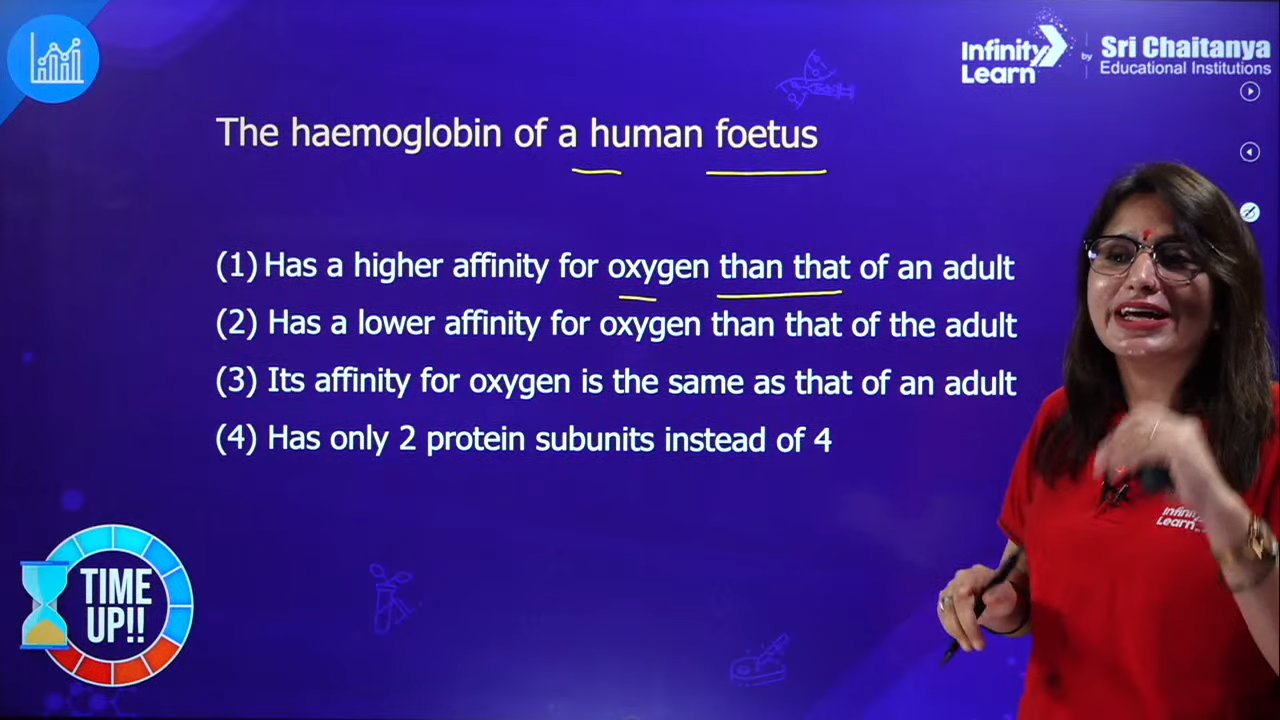 Infinity Learn by Sri Chaitanya Educational Institutions
The haemoglobin of a human foetus
(1) Has a higher affinity for oxygen than that of an adult
(2) Has a lower affinity for oxygen than that of the adult
(3) Its affinity for oxygen is the same as that of an adult
(4) Has only 2 protein subunits instead of 4
TIME
UP!!
Infinity
Learn